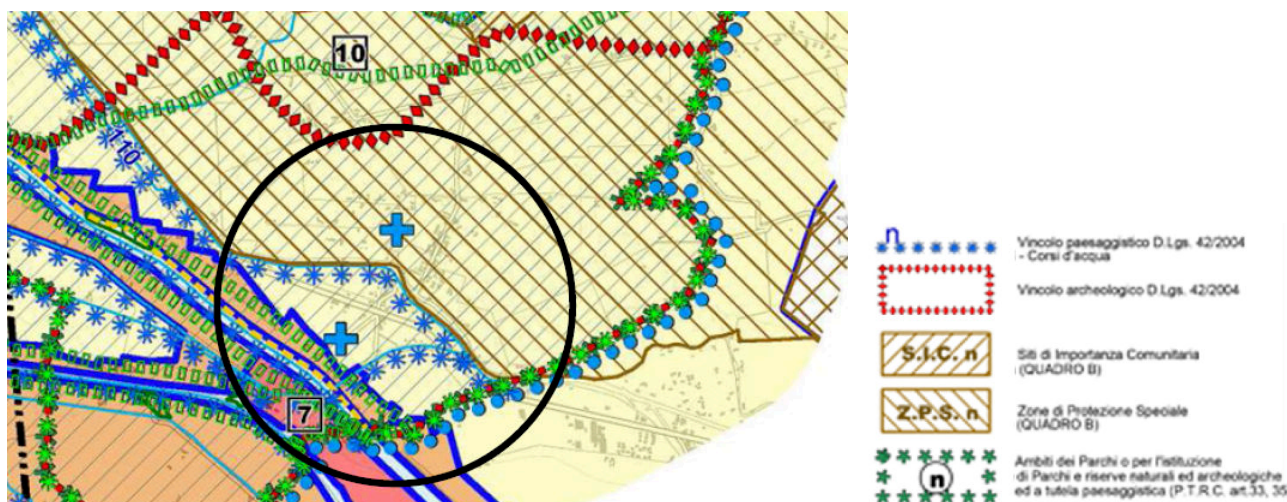 10
110
7
n
Vincolo paesaggistico D.Lgs. 42/2004
- Corsi d'acqua
Vincolo archeologico D.Lgs. 42/2004
S.I.C. n
Siti di Importanza Comunitaria
(QUADRO B)
Z.P.S. n
Zone di Protezione Speciale
(QUADRO B)
n
Ambiti dei Parchi o per l'istituzione
di Parchi e riserve naturali ed archeologiche
ed a tutela paesaggistica (P.T.R.C. art.33, 35